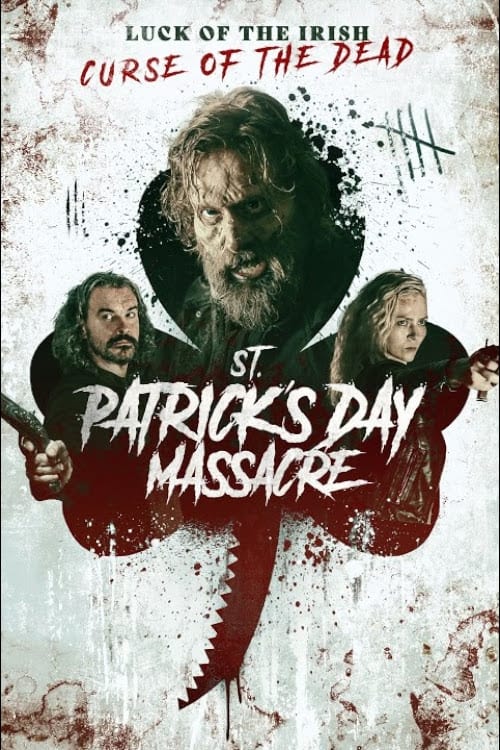 LUCK OF THE IRISH
CURSE OF THE DEAD
ST.
PATRICK'S DAY
MASSACRE